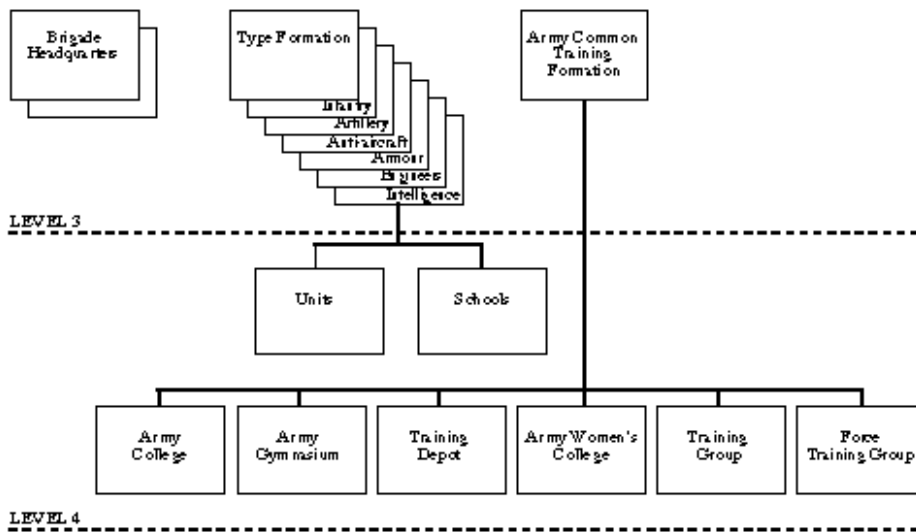 Brigade
Headquarters
Type Formation
Army Common
Training
Formation
Infantry
Artillery
Antiaircraft
Armour
Engineers
Intelligence
LEVEL 3
Units
Schools
Army
College
Army
Gymnasium
Training
Depot
Army Women's
College
Training
Group
Force
Training Group
LEVEL 4